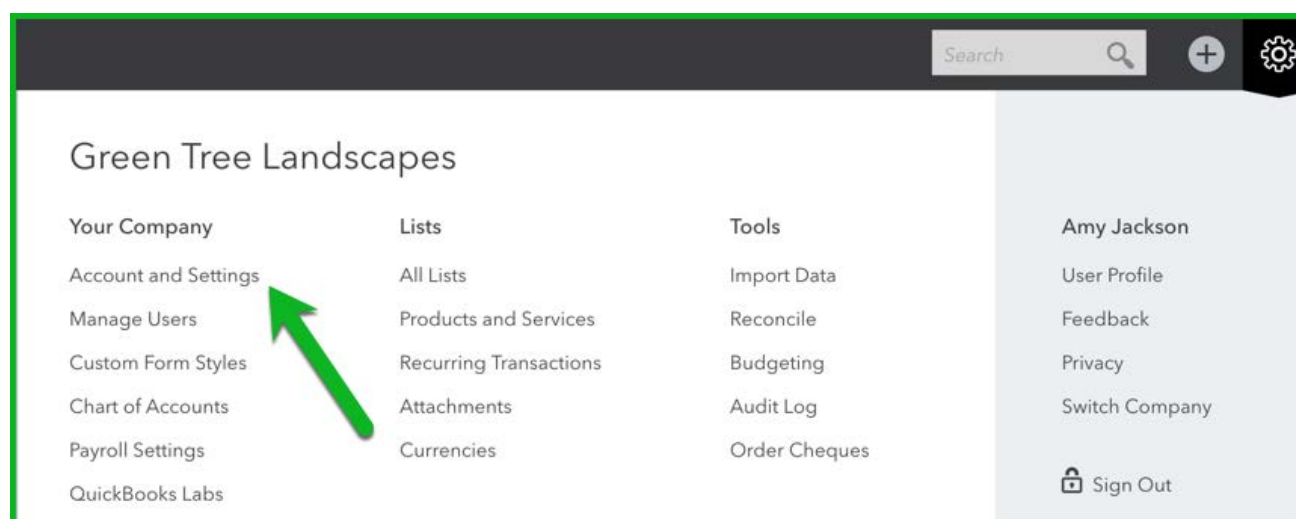 Search
Green Tree Landscapes
Your Company
Account and Settings
Manage Users
Custom Form Styles
Chart of Accounts
Payroll Settings
QuickBooks Labs
Lists
All Lists
Products and Services
Recurring Transactions
Attachments
Currencies
Tools
Import Data
Reconcile
Budgeting
Audit Log
Order Cheques
Amy Jackson
User Profile
Feedback
Privacy
Switch Company
Sign Out